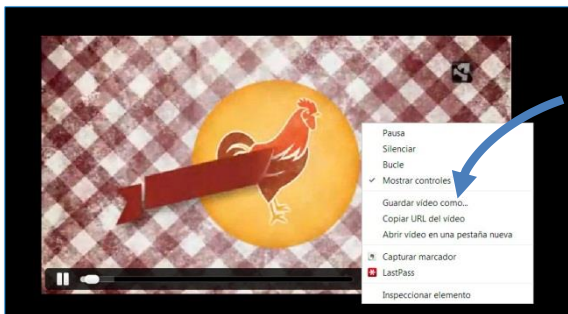 Pausa
Silenciar
Bucle
Mostrar controles
Guardar vídeo como...
Copiar URL del vídeo
Abrir vídeo en una pestaña nueva
Capturar marcador
LastPass
Inspeccionar elemento